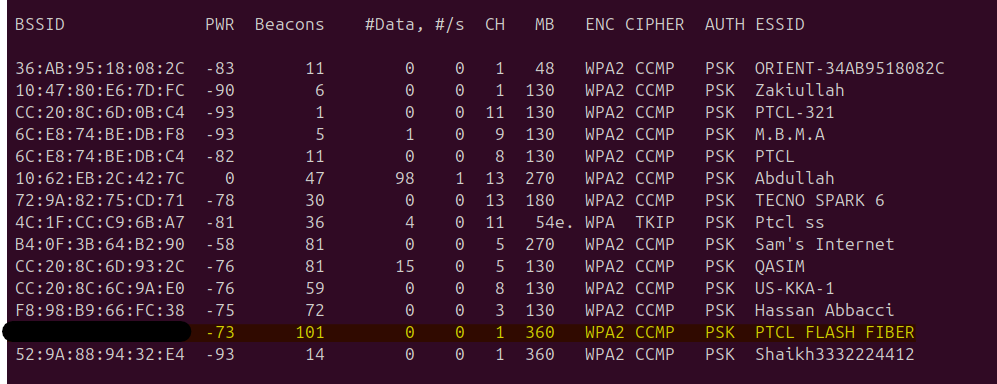 BSSID PWR Beacons #Data, #/s CH MB ENC CIPHER AUTH ESSID
36:AB:95:18:08:2C -83 11 0 0 1 48 WPA2 CCMP PSK ORIENT-34AB9518082C
10:47:80:E6:7D:FC -90 6 0 0 1 130 WPA2 CCMP PSK Zakiullah
CC:20:8C:6D:0B:C4 -93 1 0 0 11 130 WPA2 CCMP PSK PTCL-321
6C:E8:74:BE:DB:F8 -93 5 1 0 9 130 WPA2 CCMP PSK M.B.M.A
6C:E8:74:BE:DB:C4 -82 11 0 0 8 130 WPA2 CCMP PSK PTCL
10:62:EB:2C:42:7C 0 47 98 1 13 270 WPA2 CCMP PSK Abdullah
72:9A:82:75:CD:71 -78 30 0 0 13 180 WPA2 CCMP PSK TECNO SPARK 6
4C:1F:CC:C9:6B:A7 -81 36 4 0 11 54e. WPA TKIP PSK Ptcl ss
B4:0F:3B:64:B2:90 -58 81 0 0 5 270 WPA2 CCMP PSK Sam's Internet
CC:20:8C:6D:93:2C -76 81 15 0 5 130 WPA2 CCMP PSK QASIM
CC:20:8C:6C:9A:E0 -76 59 0 0 8 130 WPA2 CCMP PSK US-KKA-1
F8:98:B9:66:FC:38 -75 72 0 0 3 130 WPA2 CCMP PSK Hassan Abbacci
-73 101 0 0 1 360 WPA2 CCMP PSK PTCL FLASH FIBER
52:9A:88:94:32:E4 -93 14 0 0 1 360 WPA2 CCMP PSK Shaikh3332224412